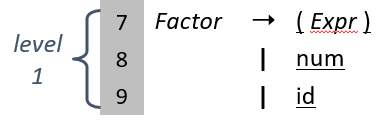 level
1
7 Factor → ( Expr )
8 | num
9 | id